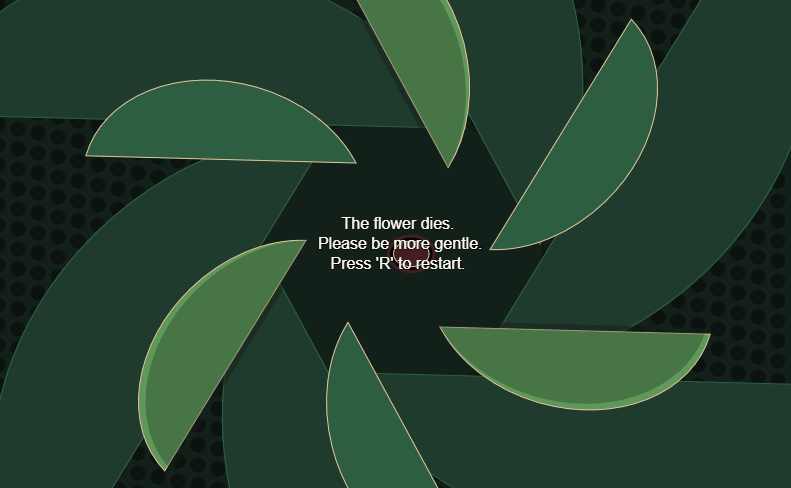 The flower dies.
Please be more gentle.
Press 'R' to restart.